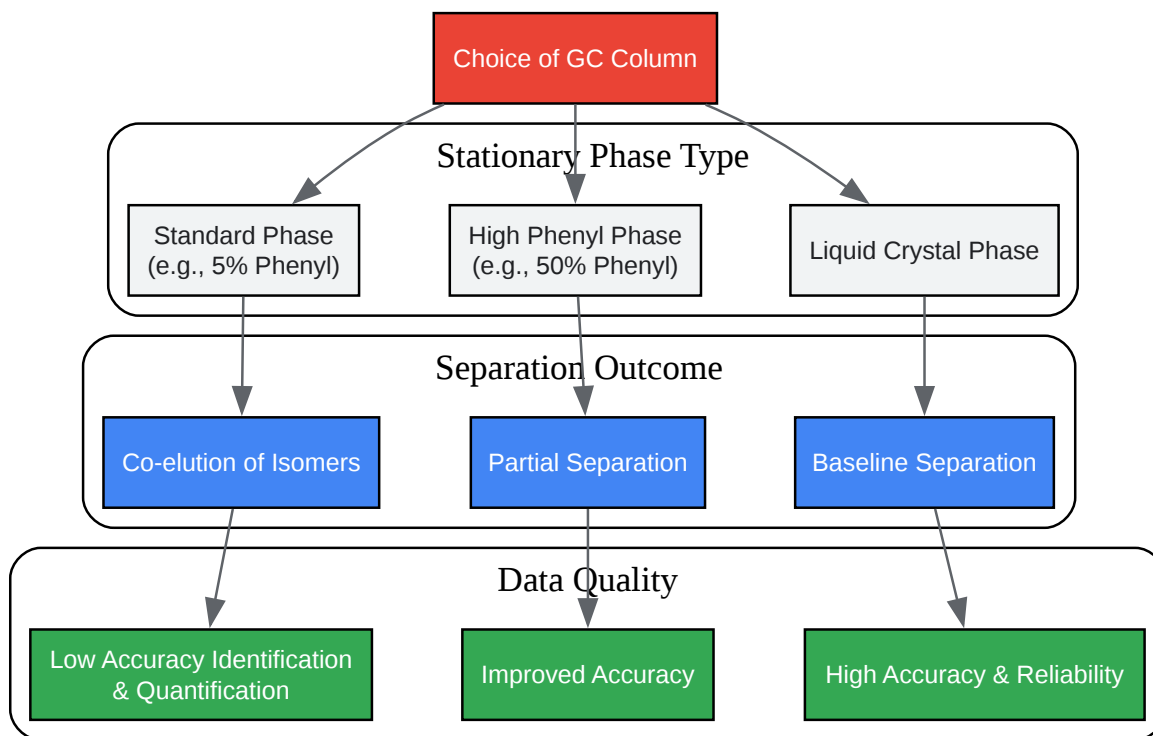 Choice of GC Column
Stationary Phase Type
Standard Phase
(e.g., 5% Phenyl)
High Phenyl Phase
(e.g., 50% Phenyl)
Liquid Crystal Phase
Separation Outcome
Co-elution of Isomers
Partial Separation
Baseline Separation
Data Quality
Low Accuracy Identification
& Quantification
Improved Accuracy
High Accuracy & Reliability